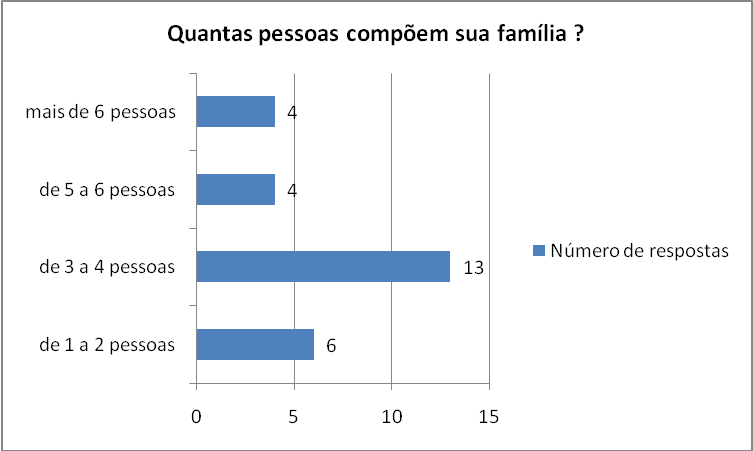 Quantas pessoas compõem sua família ?
mais de 6 pessoas
4
de 5 a 6 pessoas
4
de 3 a 4 pessoas
13
de 1 a 2 pessoas
6
Número de respostas
0 5 10 15